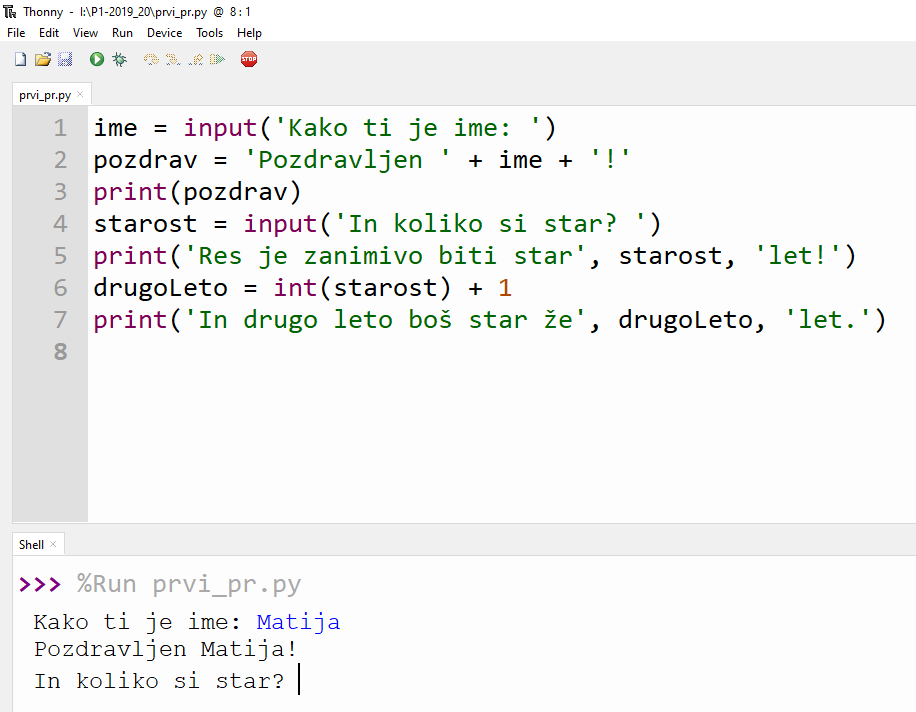 Thonny - I:\P1-2019_20\prvi_pr.py @ 8 : 1
File Edit View Run Device Tools Help
STOP
prvi_pr.py ×
1 ime = input('Kako ti je ime: ')
2 pozdrav = 'Pozdravljen ' + ime + '!'
3 print(pozdrav)
4 starost = input('In koliko si star? ')
5 print('Res je zanimivo biti star', starost, 'let!')
6 drugoLeto = int(starost) + 1
7 print('In drugo leto boš star že', drugoLeto, 'let.')
8
Shell ×
>>> %Run prvi_pr.py
Kako ti je ime: Matija
Pozdravljen Matija!
In koliko si star?